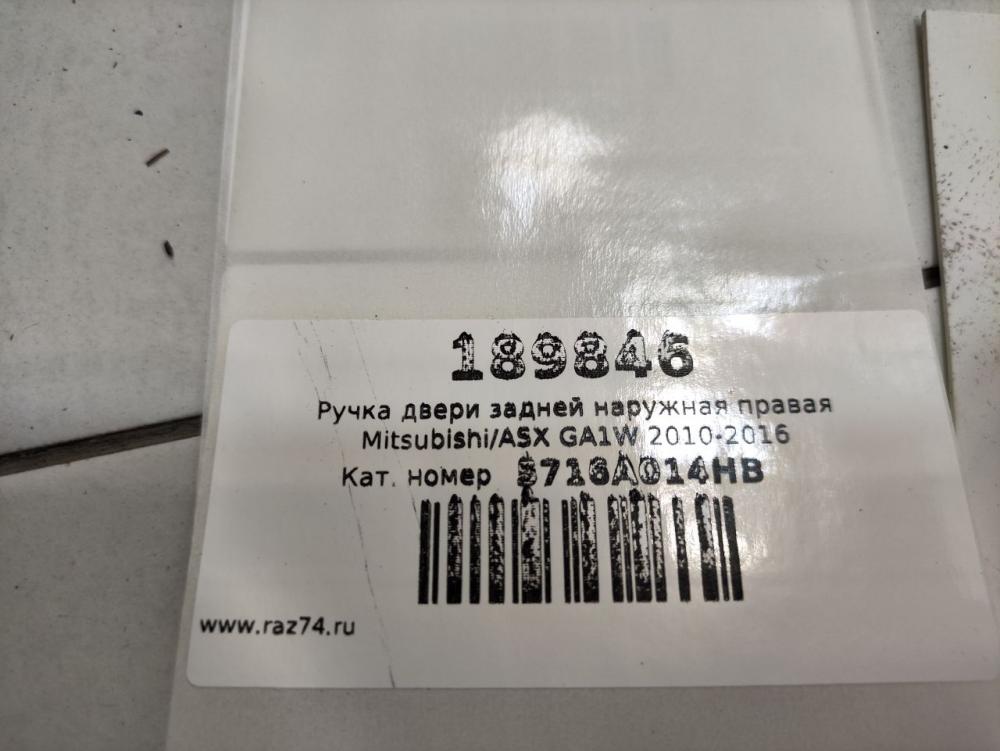 189846
Ручка двери задней наружная правая
Mitsubishi/ASX GA1W 2010-2016
Кат. номер 5716A014HB
www.raz74.ru